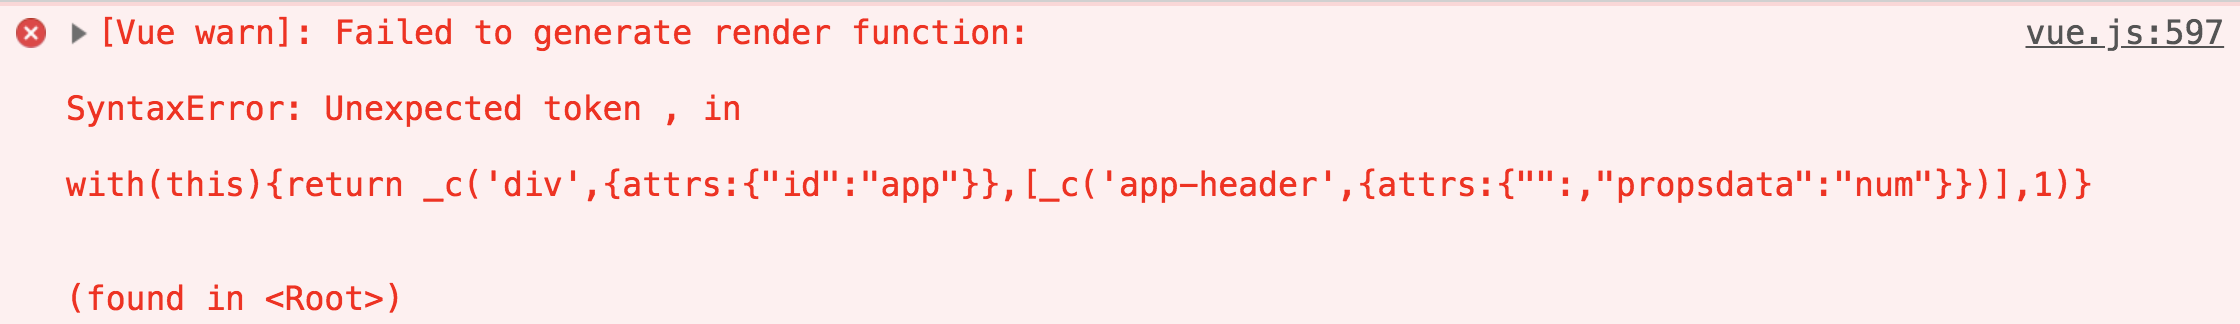 [Vue warn]: Failed to generate render function:
vue.js:597
SyntaxError: Unexpected token , in
with(this){return _c('div',{attrs:{"id":"app"}},[_c('app-header',{attrs:{"":,"propsdata":"num"}})],1)}
(found in <Root>)